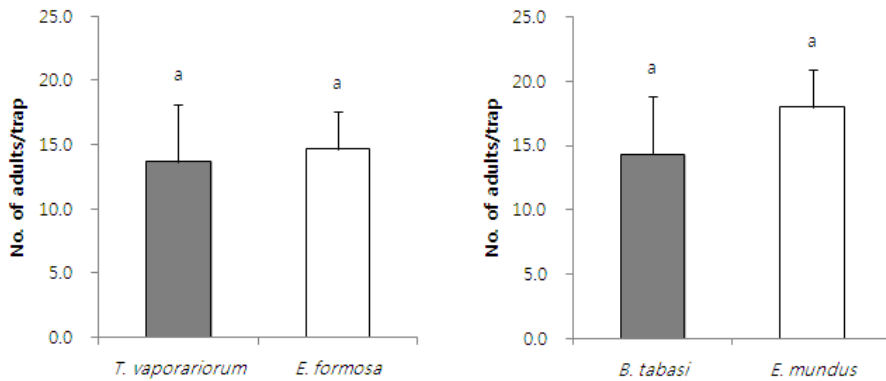 25.0
20.0
15.0
10.0
5.0
0.0
No. of adults/trap
a
a
T. vaporariorum
E. formosa
25.0
20.0
15.0
10.0
5.0
0.0
No. of adults/trap
a
a
B. tabasi
E. mundus